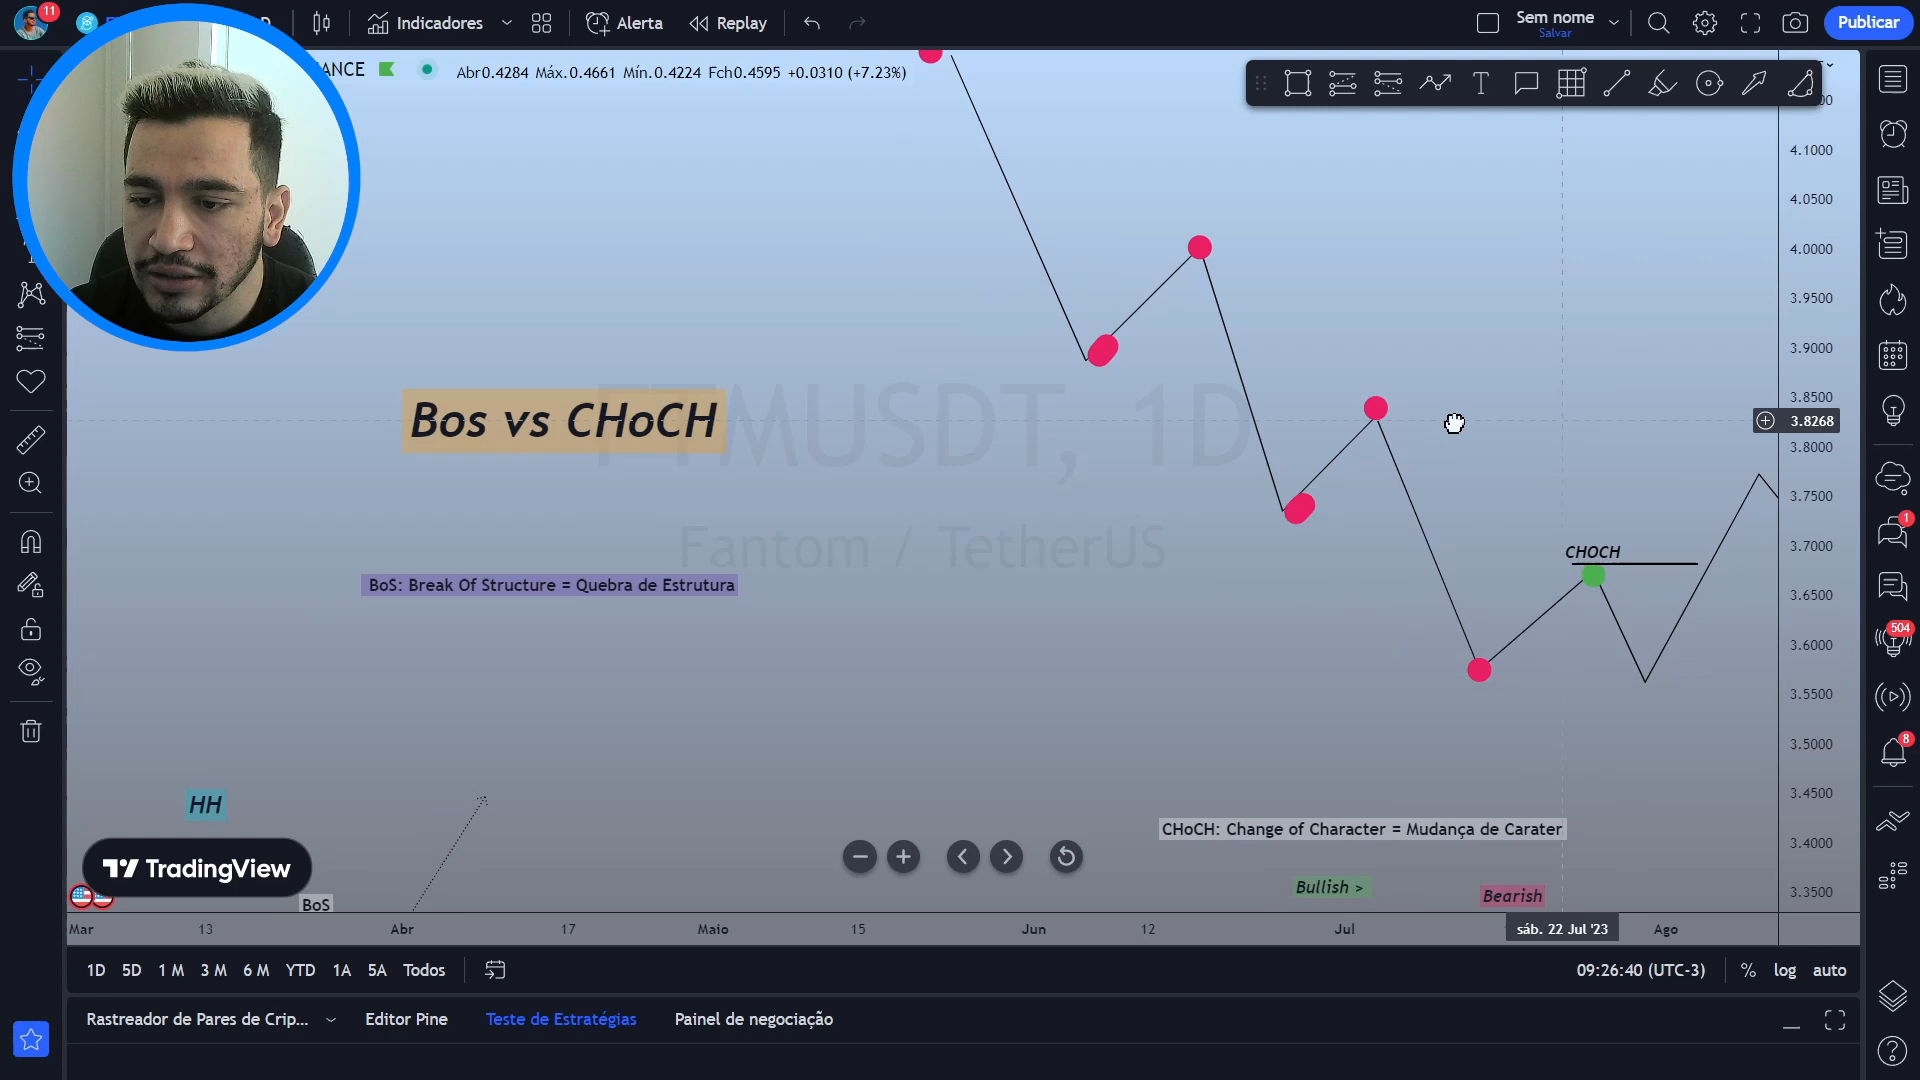 11
D
Indicadores
Alerta
Replay
Sem nome
Salvar
Publicar
ANCE
Abr0.4284 Máx.0.4661 Mín.0.4224 Fch0.4595 +0.0310 (+7.23%)
T
4.1000
4.0500
4.0000
3.9500
3.9000
3.8500
3.8268
3.8000
3.7500
3.7000
3.6500
3.6000
3.5500
3.5000
3.4500
3.4000
3.3500
FTMUSDT, 1D
Fantom / TetherUS
Bos vs CHoCH
BoS: Break Of Structure = Quebra de Estrutura
CHOCH
HH
CHoCH: Change of Character = Mudança de Carater
Bullish >
Bearish
TradingView
BoS
Mar 13 Abr 17 Maio 15 Jun 12 Jul sáb. 22 Jul '23 Ago
1D 5D 1 M 3 M 6 M YTD 1A 5A Todos
09:26:40 (UTC-3) % log auto
Rastreador de Pares de Crip... Editor Pine Teste de Estratégias Painel de negociação
1
504
8